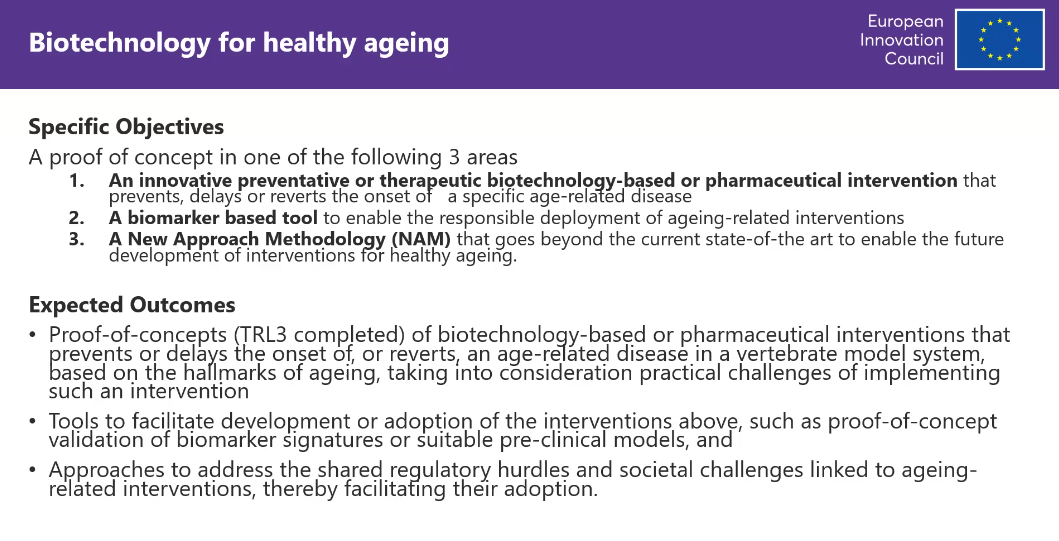 Biotechnology for healthy ageing
European
Innovation
Council
Specific Objectives
A proof of concept in one of the following 3 areas
1. An innovative preventative or therapeutic biotechnology-based or pharmaceutical intervention that
prevents, delays or reverts the onset of a specific age-related disease
2. A biomarker based tool to enable the responsible deployment of ageing-related interventions
3. A New Approach Methodology (NAM) that goes beyond the current state-of-the art to enable the future
development of interventions for healthy ageing.
Expected Outcomes
• Proof-of-concepts (TRL3 completed) of biotechnology-based or pharmaceutical interventions that
prevents or delays the onset of, or reverts, an age-related disease in a vertebrate model system,
based on the hallmarks of ageing, taking into consideration practical challenges of implementing
such an intervention
• Tools to facilitate development or adoption of the interventions above, such as proof-of-concept
validation of biomarker signatures or suitable pre-clinical models, and
• Approaches to address the shared regulatory hurdles and societal challenges linked to ageing-
related interventions, thereby facilitating their adoption.